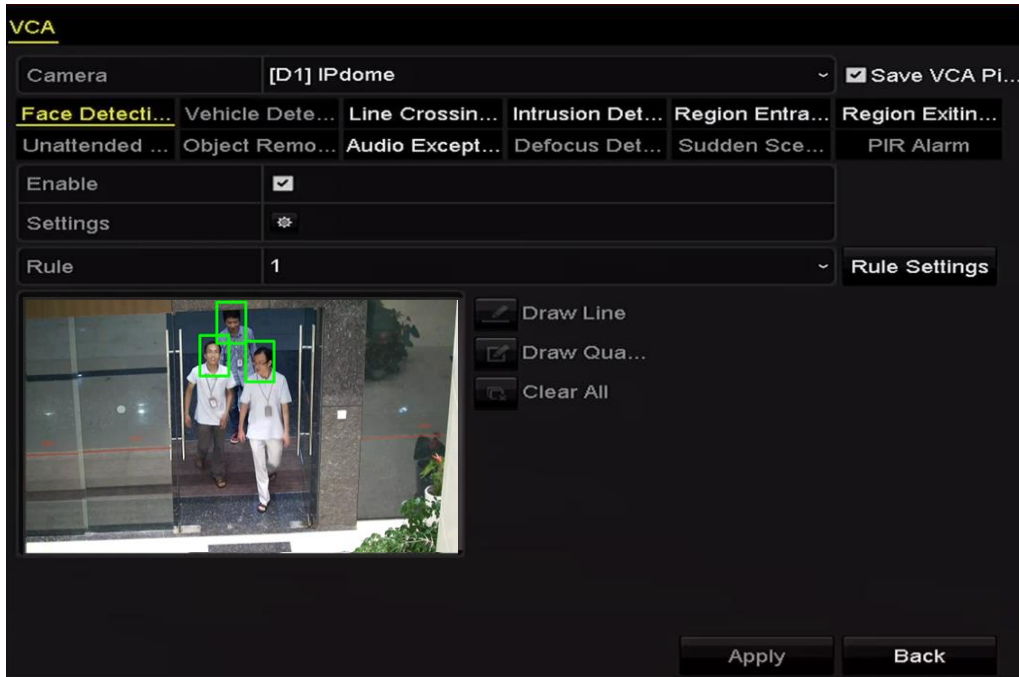 VCA
Camera [D1] IPdome Save VCA Pi...
Face Detecti... Vehicle Dete... Line Crossin... Intrusion Det... Region Entra... Region Exitin...
Unattended ... Object Remo... Audio Except... Defocus Det... Sudden Sce... PIR Alarm
Enable
Settings
Rule 1 Rule Settings
Draw Line
Draw Qua...
Clear All
Apply Back